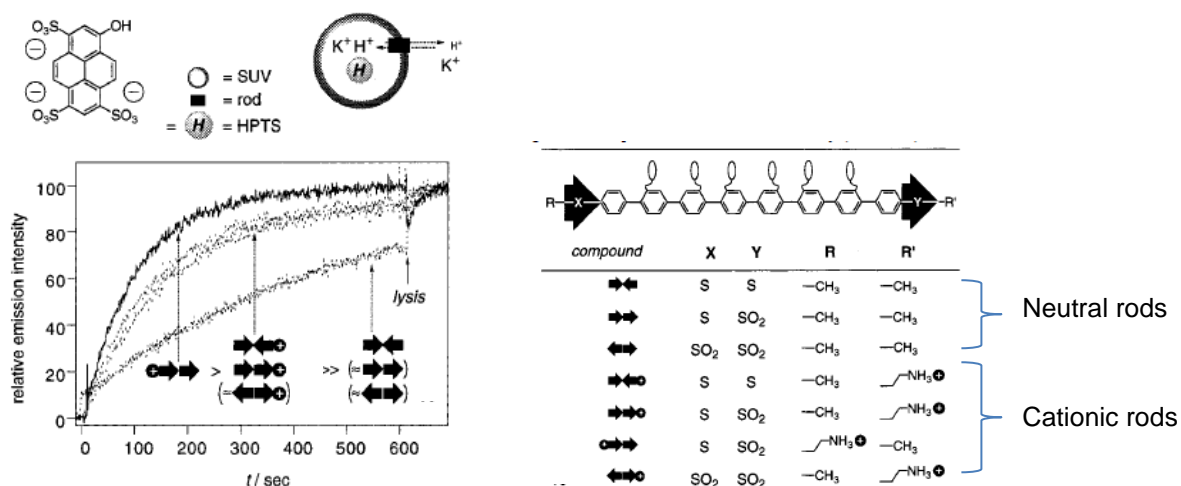 SO₃
OH
⊖
⊖
⊖
SO₃
SO₃
= SUV
= rod
= H = HPTS
K⁺ H⁺
H
H⁺
K⁺
relative emission intensity
100
80
60
40
20
0
0 100 200 300 400 500 600
t / sec
lysis
> >> (≈ )
(≃ ) (≈ )
R X Y R'
compound X Y R R'
S S —CH₃ —CH₃
S SO₂ —CH₃ —CH₃
SO₂ SO₂ —CH₃ —CH₃
S S —CH₃ NH₃⊕
S SO₂ —CH₃ NH₃⊕
S SO₂ NH₃⊕ —CH₃
SO₂ SO₂ —CH₃ NH₃⊕
Neutral rods
Cationic rods